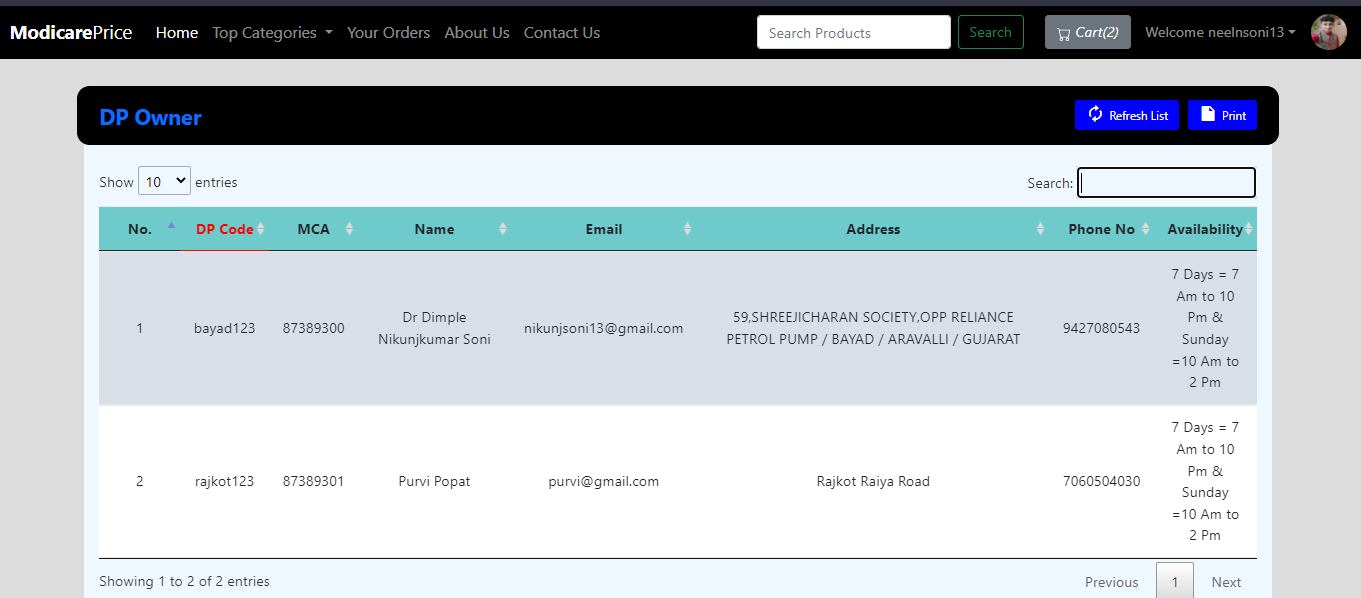 ModicarePrice Home Top Categories Your Orders About Us Contact Us Search Products Search Cart(2) Welcome neelnsoni13
DP Owner Refresh List Print
Show 10 entries Search:
No. DP Code MCA Name Email Address Phone No Availability
1 bayad123 87389300 Dr Dimple Nikunjkumar Soni nikunjsoni13@gmail.com 59,SHREEJICHARAN SOCIETY,OPP RELIANCE PETROL PUMP / BAYAD / ARAVALLI / GUJARAT 9427080543 7 Days = 7 Am to 10 Pm & Sunday =10 Am to 2 Pm
2 rajkot123 87389301 Purvi Popat purvi@gmail.com Rajkot Raiya Road 7060504030 7 Days = 7 Am to 10 Pm & Sunday =10 Am to 2 Pm
Showing 1 to 2 of 2 entries Previous 1 Next